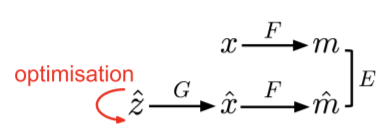 x F m
optimisation
E
ẑ G x̂ F m̂